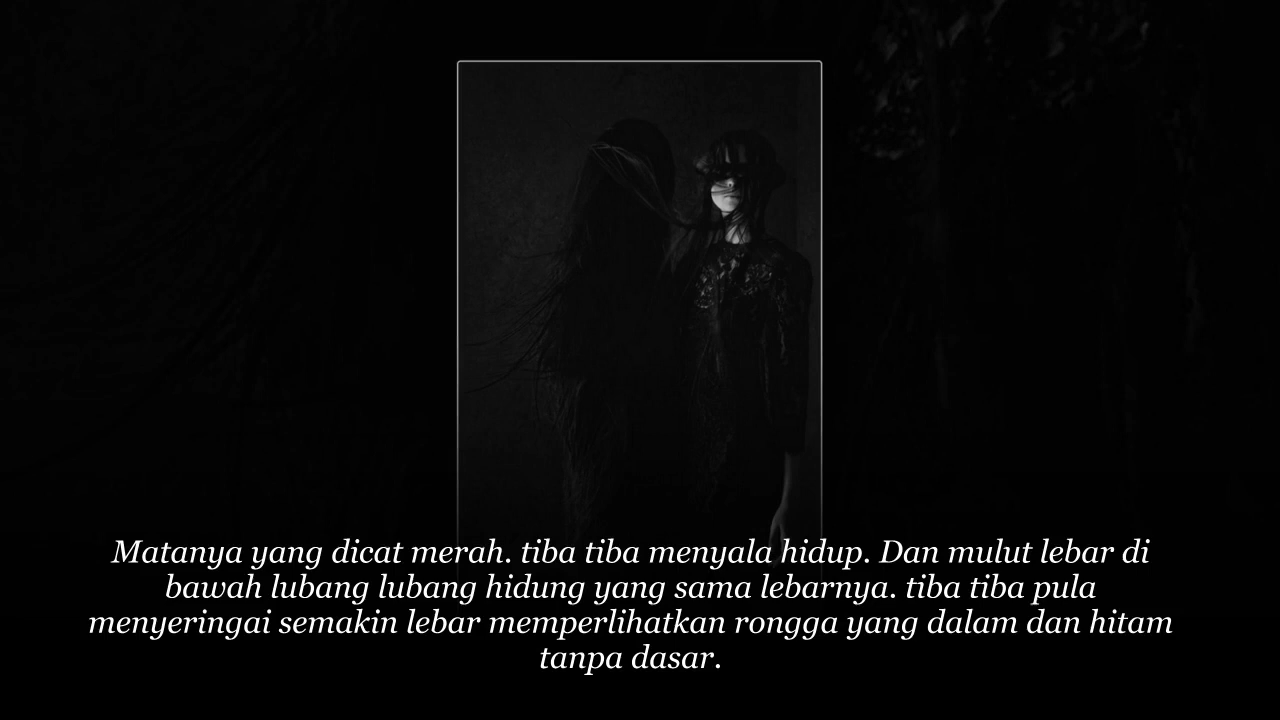 Matanya yang dicat merah. tiba tiba menyala hidup. Dan mulut lebar di
bawah lubang lubang hidung yang sama lebarnya. tiba tiba pula
menyeringai semakin lebar memperlihatkan rongga yang dalam dan hitam
tanpa dasar.